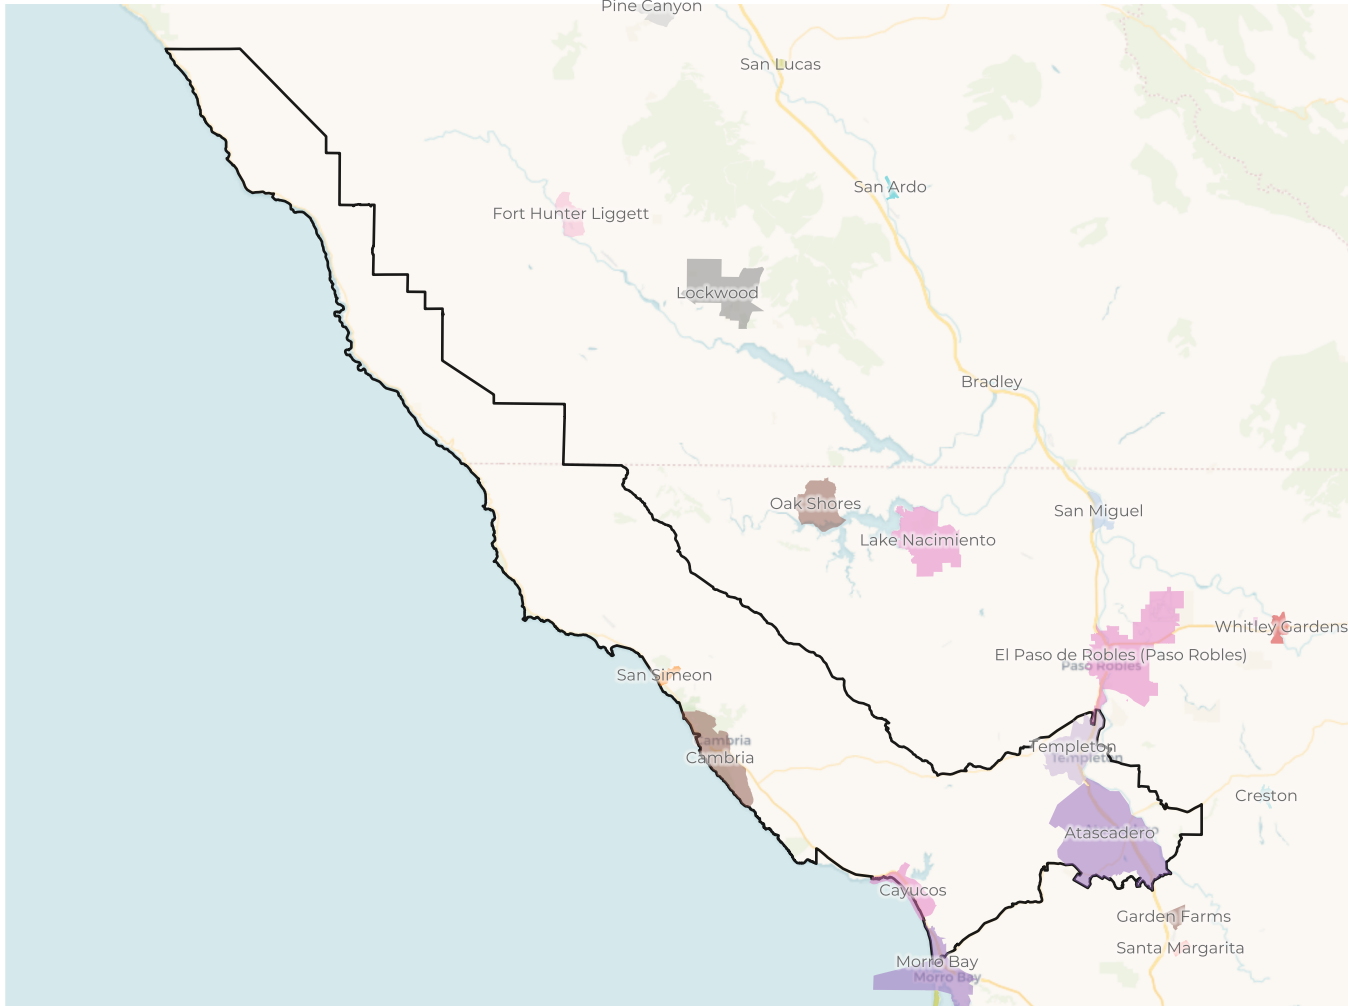 Pine Canyon
San Lucas
San Ardo
Fort Hunter Liggett
Lockwood
Bradley
Oak Shores
San Miguel
Lake Nacimiento
Whitley Gardens
El Paso de Robles (Paso Robles)
Paso Robles
San Simeon
Cambria
Cambria
Templeton
Templeton
Creston
Atascadero
Cayucos
Garden Farms
Santa Margarita
Morro Bay
Morro Bay